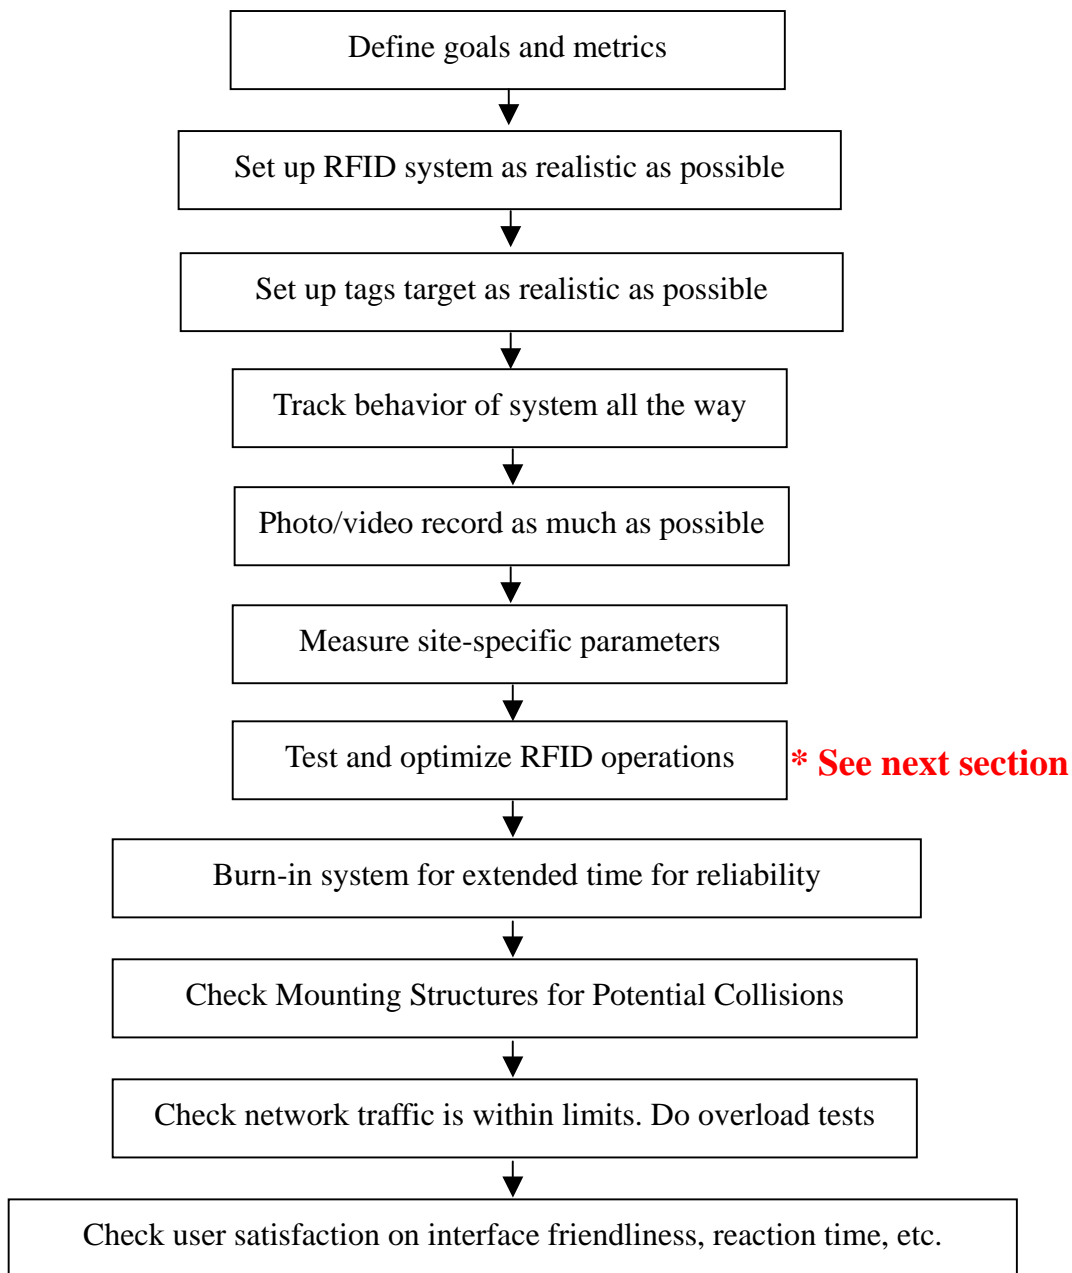 Define goals and metrics
Set up RFID system as realistic as possible
Set up tags target as realistic as possible
Track behavior of system all the way
Photo/video record as much as possible
Measure site-specific parameters
Test and optimize RFID operations
* See next section
Burn-in system for extended time for reliability
Check Mounting Structures for Potential Collisions
Check network traffic is within limits. Do overload tests
Check user satisfaction on interface friendliness, reaction time, etc.